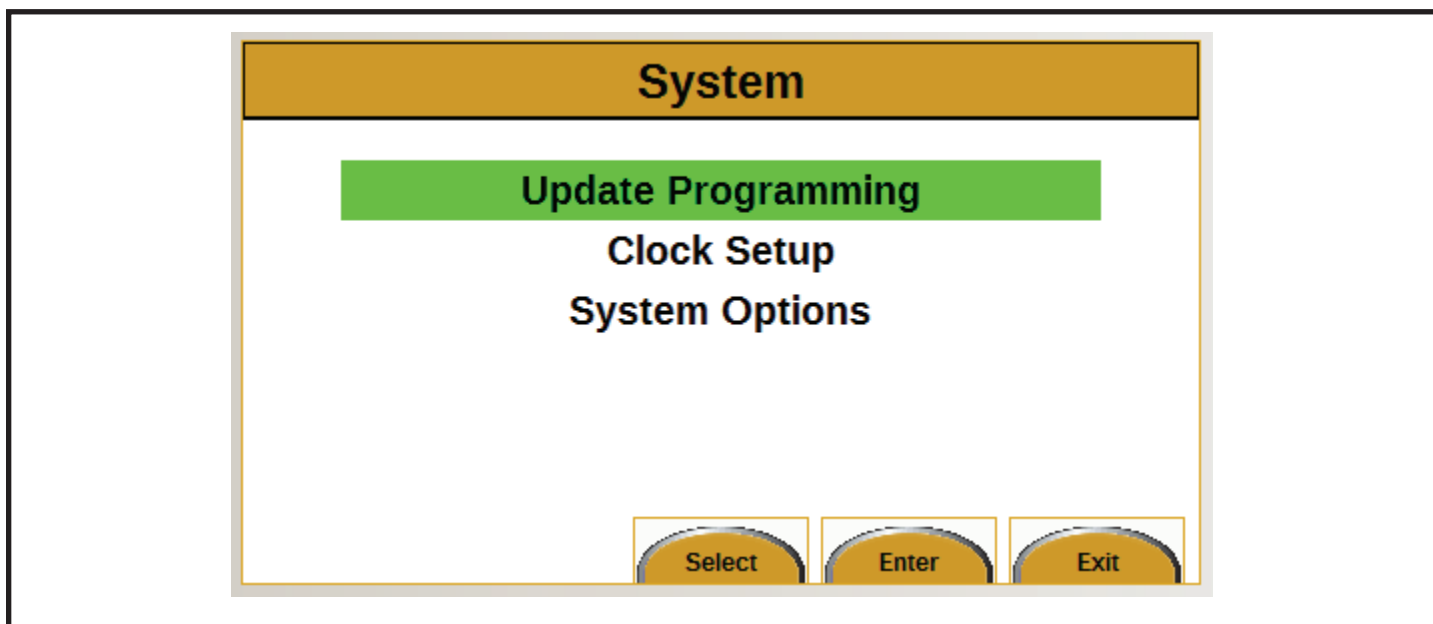 System
Update Programming
Clock Setup
System Options
Select Enter Exit